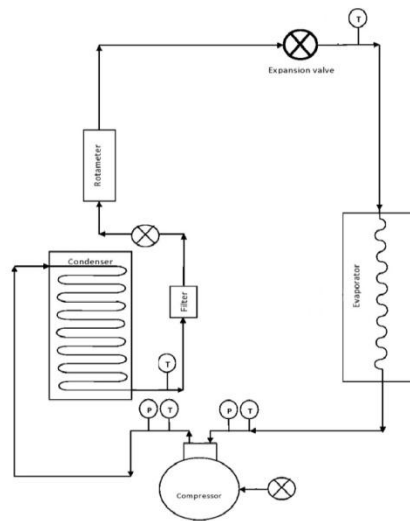 T
Expansion valve
Rotameter
Condenser
Filter
Evaporator
T
P T
P T
Compressor